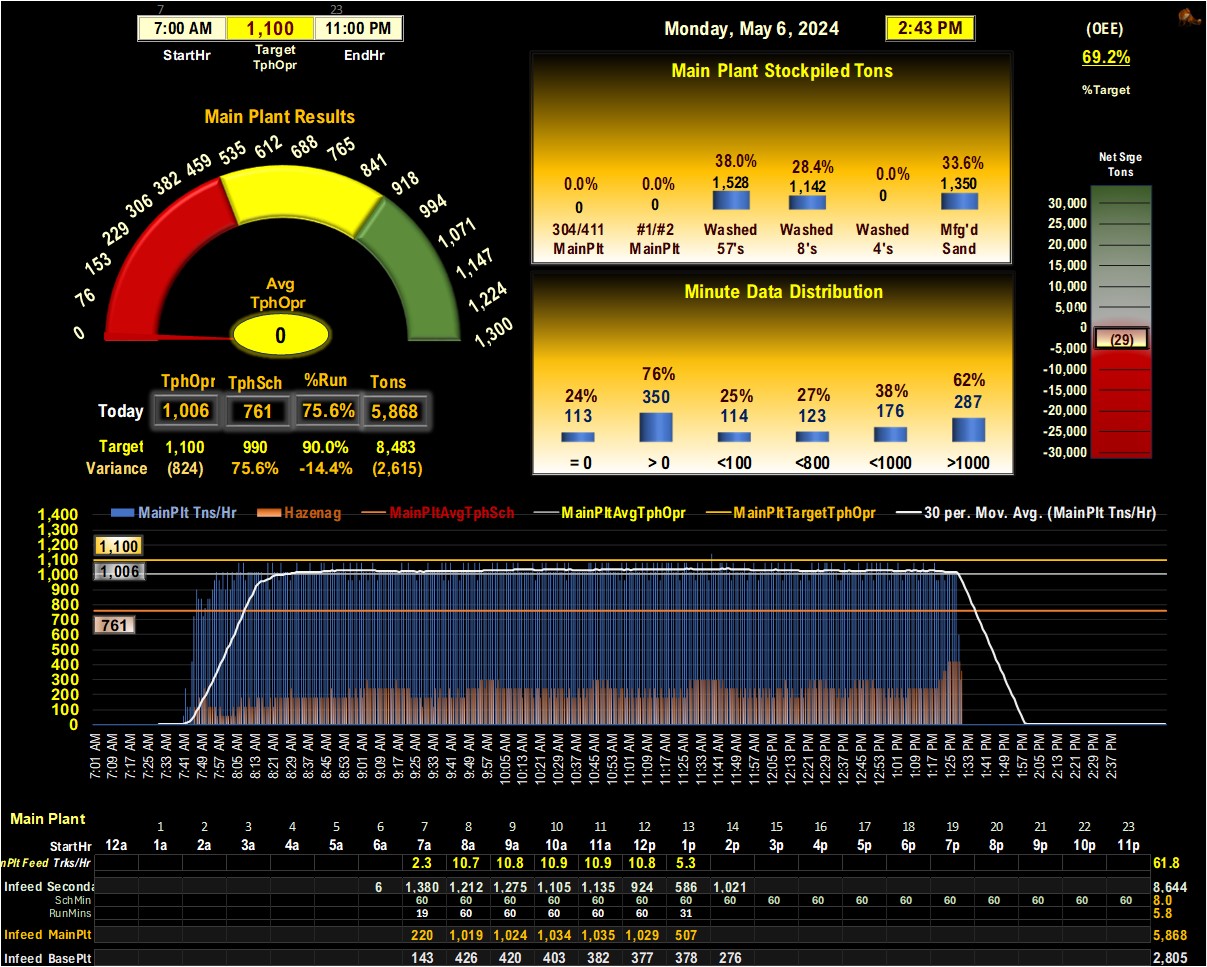 7 23
7:00 AM 1,100 11:00 PM
StartHr Target TphOpr EndHr
Monday, May 6, 2024 2:43 PM
(OEE)
69.2%
%Target
Main Plant Results
0 76 153 229 306 382 459 535 612 688 765 841 918 994 1,071 1,147 1,224 1,300
Avg
TphOpr
0
TphOpr TphSch %Run Tons
Today 1,006 761 75.6% 5,868
Target 1,100 990 90.0% 8,483
Variance (824) 75.6% -14.4% (2,615)
Main Plant Stockpiled Tons
0.0% 0.0% 38.0% 28.4% 0.0% 33.6%
0 0 1,528 1,142 0 1,350
304/411 #1/#2 Washed Washed Washed Mfg'd
MainPlt MainPlt 57's 8's 4's Sand
Minute Data Distribution
24% 76% 25% 27% 38% 62%
113 350 114 123 176 287
= 0 > 0 <100 <800 <1000 >1000
Net Srge
Tons
30,000
25,000
20,000
15,000
10,000
5,000
0
(29)
-5,000
-10,000
-15,000
-20,000
-25,000
-30,000
MainPlt Tns/Hr Hazenag MainPltAvgTphSch MainPltAvgTphOpr MainPltTargetTphOpr 30 per. Mov. Avg. (MainPlt Tns/Hr)
1,400
1,300
1,200
1,100
1,000
900
800
700
600
500
400
300
200
100
0
1,100
1,006
761
7:01 AM 7:09 AM 7:17 AM 7:25 AM 7:33 AM 7:41 AM 7:49 AM 7:57 AM 8:05 AM 8:13 AM 8:21 AM 8:29 AM 8:37 AM 8:45 AM 8:53 AM 9:01 AM 9:09 AM 9:17 AM 9:25 AM 9:33 AM 9:41 AM 9:49 AM 9:57 AM 10:05 AM 10:13 AM 10:21 AM 10:29 AM 10:37 AM 10:45 AM 10:53 AM 11:01 AM 11:09 AM 11:17 AM 11:25 AM 11:33 AM 11:41 AM 11:49 AM 11:57 AM 12:05 PM 12:13 PM 12:21 PM 12:29 PM 12:37 PM 12:45 PM 12:53 PM 1:01 PM 1:09 PM 1:17 PM 1:25 PM 1:33 PM 1:41 PM 1:49 PM 1:57 PM 2:05 PM 2:13 PM 2:21 PM 2:29 PM 2:37 PM
Main Plant
1 2 3 4 5 6 7 8 9 10 11 12 13 14 15 16 17 18 19 20 21 22 23
StartHr 12a 1a 2a 3a 4a 5a 6a 7a 8a 9a 10a 11a 12p 1p 2p 3p 4p 5p 6p 7p 8p 9p 10p 11p
nPlt Feed Trks/Hr 2.3 10.7 10.8 10.9 10.9 10.8 5.3 61.8
Infeed Seconda 6 1,380 1,212 1,275 1,105 1,135 924 586 1,021 8,644
SchMin 60 60 60 60 60 60 60 60 60 60 60 60 60 60 60 60 60 8.0
RunMins 19 60 60 60 60 60 31 5.8
Infeed MainPlt 220 1,019 1,024 1,034 1,035 1,029 507 5,868
Infeed BasePlt 143 426 420 403 382 377 378 276 2,805